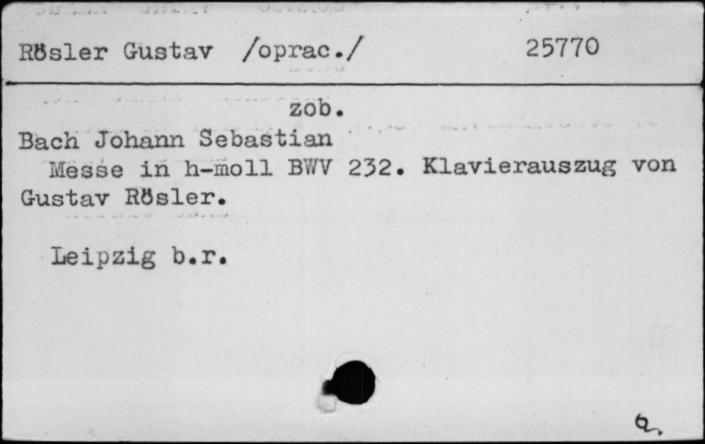 Rösler Gustav /oprac./ 25770
zob.
Bach Johann Sebastian
Messe in h-moll BWV 232. Klavierauszug von
Gustav Rösler.
Leipzig b.r.